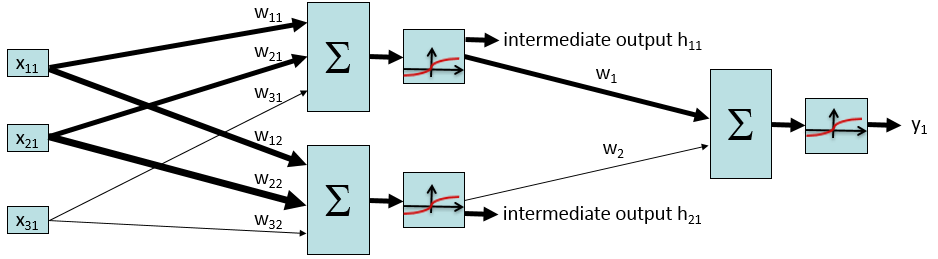 w₁₁
x₁₁
w₂₁
Σ
intermediate output h₁₁
w₁
w₃₁
x₂₁
w₁₂
Σ
y₁
w₂
w₂₂
x₃₁
w₃₂
Σ
intermediate output h₂₁